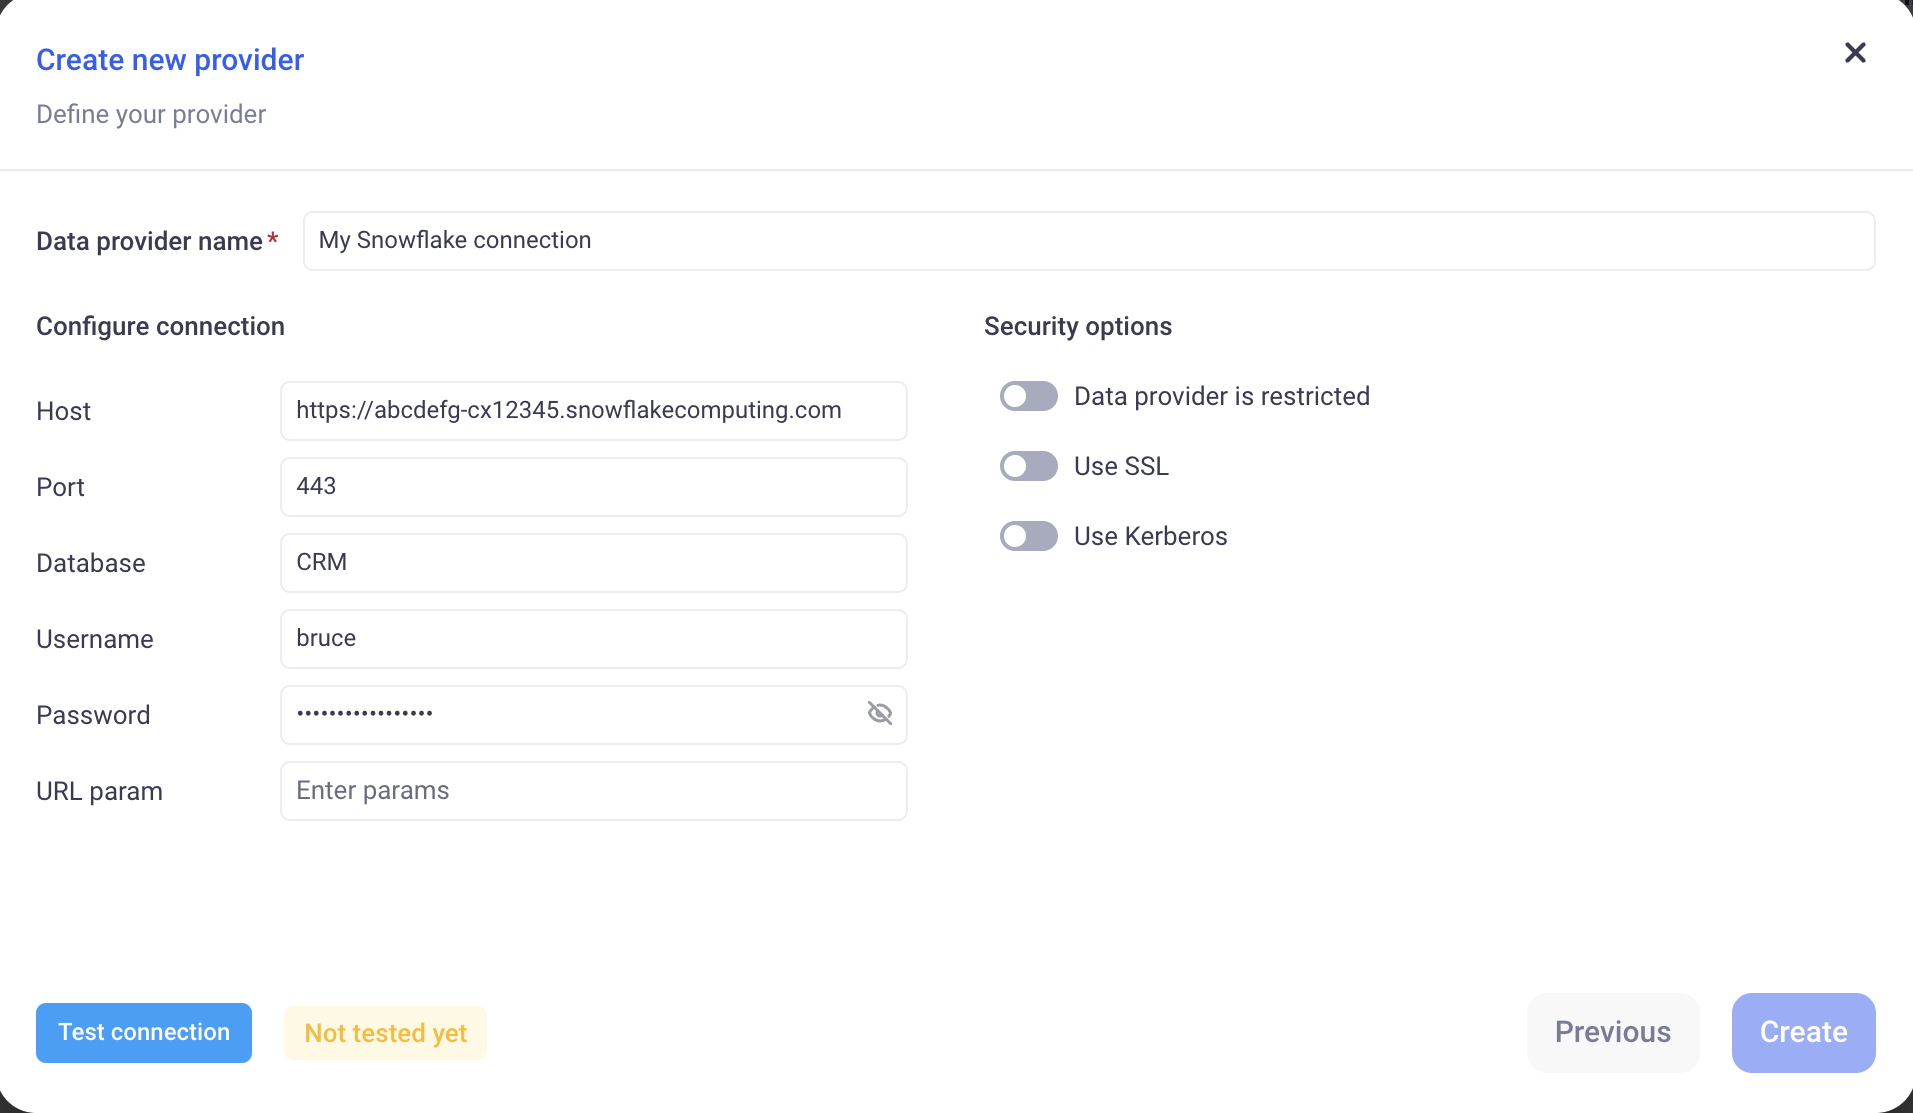 Create new provider
Define your provider
Data provider name*
My Snowflake connection
Configure connection
Host
https://abcdefg-cx12345.snowflakecomputing.com
Port
443
Database
CRM
Username
bruce
Password
•••••••••••••••••
URL param
Enter params
Security options
Data provider is restricted
Use SSL
Use Kerberos
Test connection
Not tested yet
Previous
Create